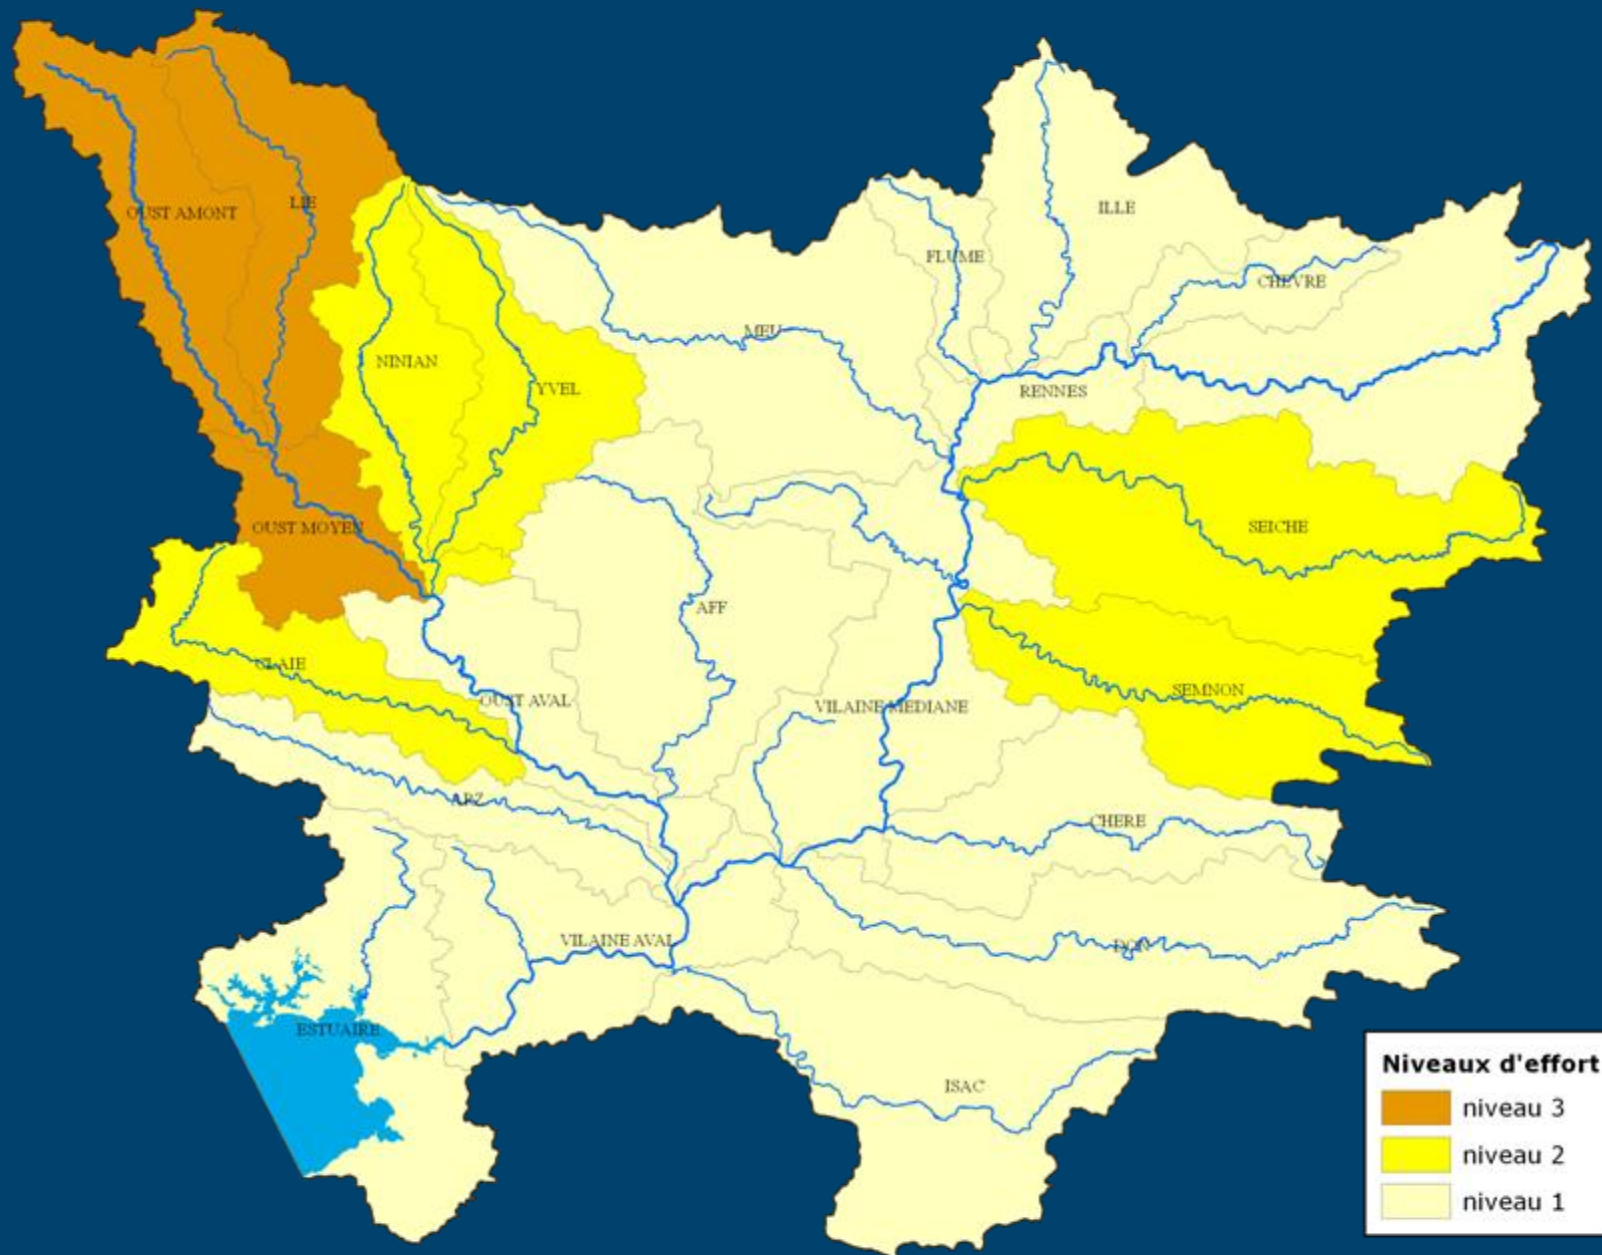 OUST AMONT
LIE
ILLE
FLUME
CHEVRE
MEU
NINIAN
YVEL
RENNES
OUST MOYEN
SEICHE
AFF
CLAIE
SEMNON
OUST AVAL
VILAINE MEDIANE
ARZ
CHERE
VILAINE AVAL
DON
ESTUAIRE
ISAC
Niveaux d'effort
niveau 3
niveau 2
niveau 1